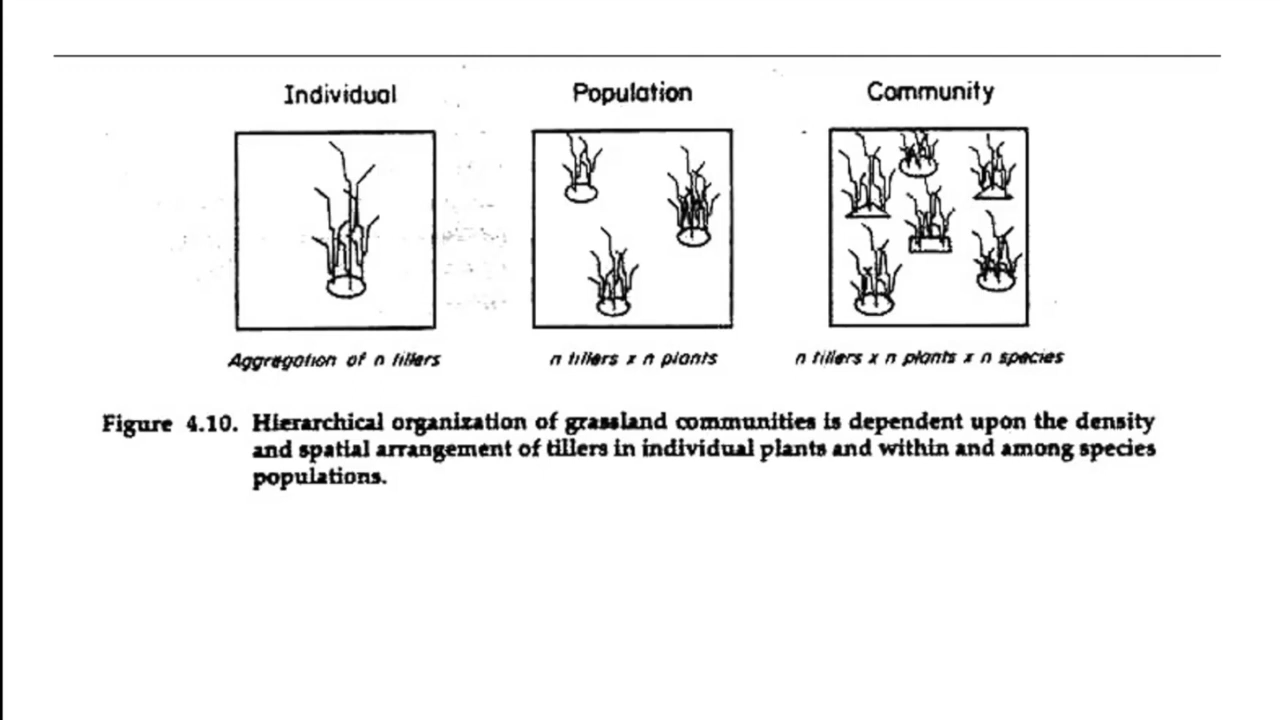 Individual Population Community
Aggregation of n tillers n tillers x n plants n tillers x n plants x n species
Figure 4.10. Hierarchical organization of grassland communities is dependent upon the density
and spatial arrangement of tillers in individual plants and within and among species
populations.